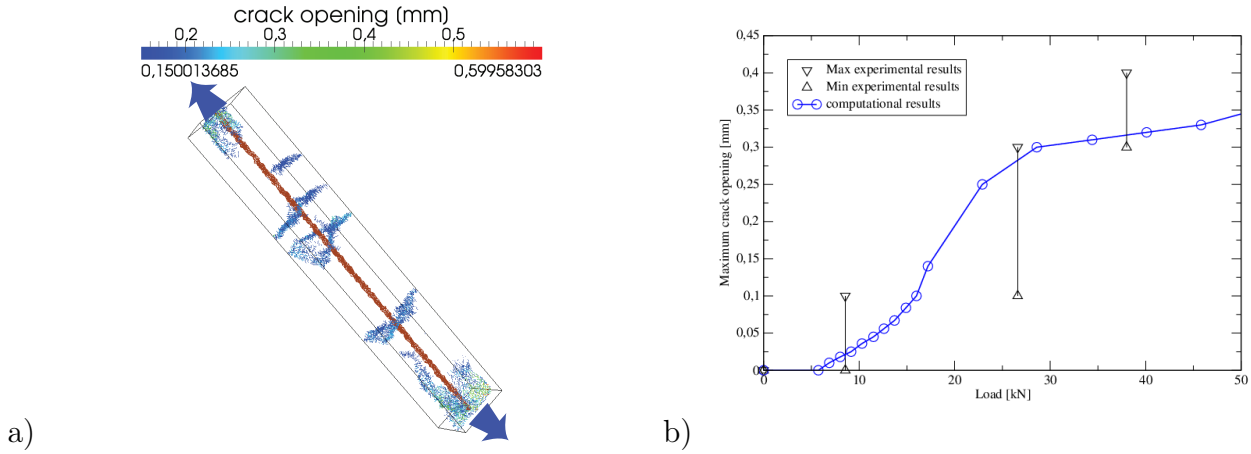 crack opening [mm]
0,2 0,3 0,4 0,5
0,150013685 0,59958303
a)
0,45
0,4
0,35
0,3
0,25
0,2
0,15
0,1
0,05
0
Maximum crack opening [mm]
Max experimental results
Min experimental results
computational results
0 10 20 30 40 50
Load [kN]
b)